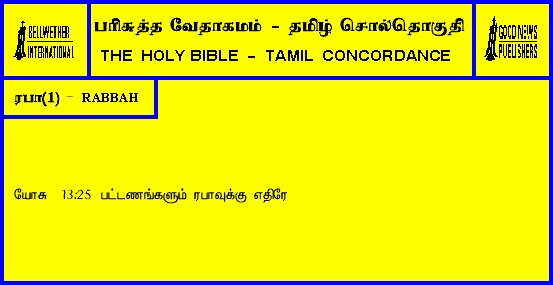 BELLWETHER
INTERNATIONAL
பரிசுத்த வேதாகமம் - தமிழ் சொல்தொகுதி
THE HOLY BIBLE - TAMIL CONCORDANCE
GOOD NEWS
PUBLISHERS
ரபா(1) - RABBAH
யோசு 13:25 பட்டணங்களும் ரபாவுக்கு எதிரே